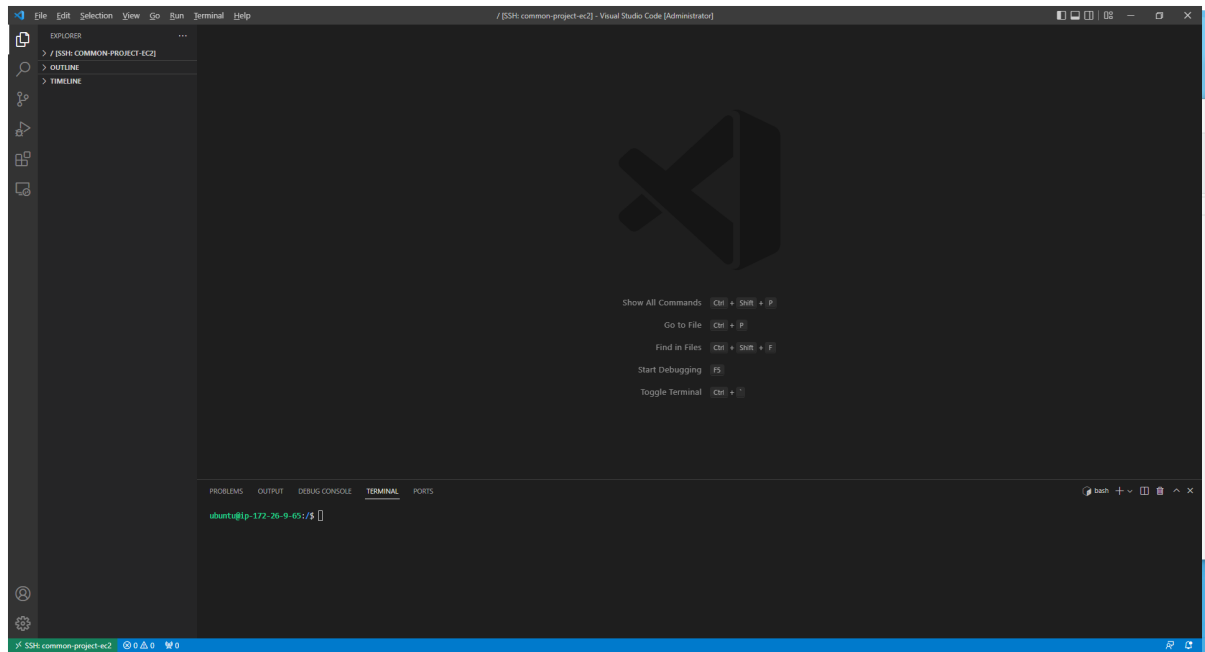 File Edit Selection View Go Run Terminal Help / [SSH: common-project-ec2] - Visual Studio Code [Administrator]
EXPLORER ···
> / [SSH: COMMON-PROJECT-EC2]
> OUTLINE
> TIMELINE
Show All Commands Ctrl + Shift + P
Go to File Ctrl + P
Find in Files Ctrl + Shift + F
Start Debugging F5
Toggle Terminal Ctrl + `
PROBLEMS OUTPUT DEBUG CONSOLE TERMINAL PORTS bash
ubuntu@ip-172-26-9-65:/$
SSH: common-project-ec2 0 0 0